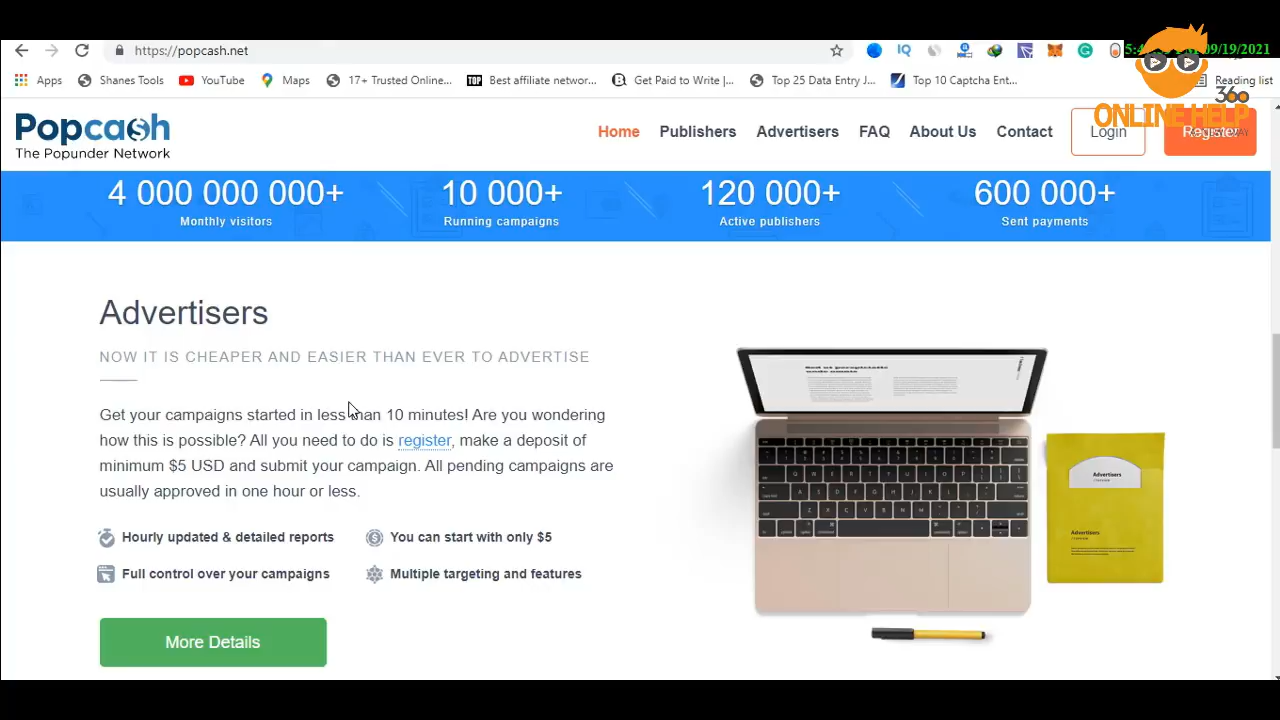 https://popcash.net
09/19/2021
Apps
Shanes Tools
YouTube
Maps
17+ Trusted Online...
TOP
Best affiliate networ...
Get Paid to Write |...
Top 25 Data Entry J...
Top 10 Captcha Ent...
Reading list
360
ONLINE HELP
Popcash
The Popunder Network
Home
Publishers
Advertisers
FAQ
About Us
Contact
Login
Register
4 000 000 000+
10 000+
120 000+
600 000+
Monthly visitors
Running campaigns
Active publishers
Sent payments
Advertisers
NOW IT IS CHEAPER AND EASIER THAN EVER TO ADVERTISE
Get your campaigns started in less than 10 minutes! Are you wondering
how this is possible? All you need to do is register, make a deposit of
minimum $5 USD and submit your campaign. All pending campaigns are
usually approved in one hour or less.
Hourly updated & detailed reports
You can start with only $5
Full control over your campaigns
Multiple targeting and features
More Details
Advertisers
Advertisers